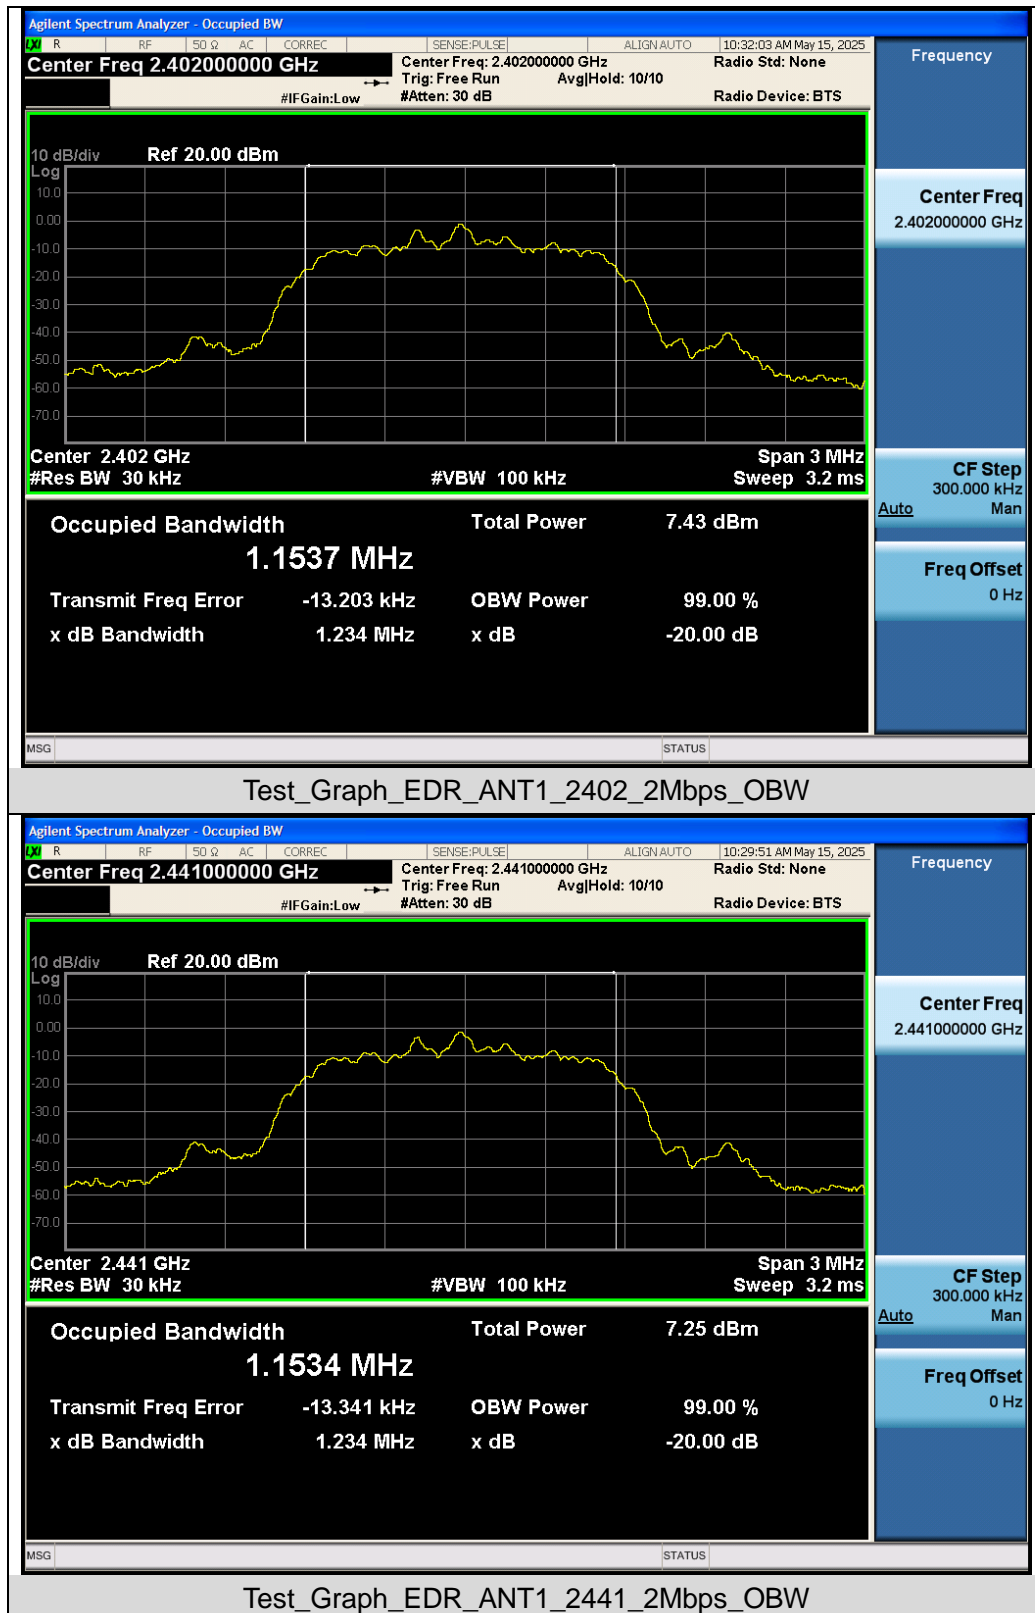 Agilent Spectrum Analyzer - Occupied BW
LXI R RF 50 Ω AC CORREC SENSE:PULSE ALIGN AUTO 10:32:03 AM May 15, 2025
Center Freq 2.402000000 GHz Center Freq: 2.402000000 GHz Radio Std: None
Trig: Free Run Avg|Hold: 10/10
#IFGain:Low #Atten: 30 dB Radio Device: BTS
Frequency
10 dB/div Ref 20.00 dBm
Log
10.0
0.00
-10.0
-20.0
-30.0
-40.0
-50.0
-60.0
-70.0
Center 2.402 GHz Span 3 MHz
#Res BW 30 kHz #VBW 100 kHz Sweep 3.2 ms
Center Freq
2.402000000 GHz
CF Step
300.000 kHz
Auto Man
Freq Offset
0 Hz
Occupied Bandwidth Total Power 7.43 dBm
1.1537 MHz
Transmit Freq Error -13.203 kHz OBW Power 99.00 %
x dB Bandwidth 1.234 MHz x dB -20.00 dB
MSG STATUS
Test_Graph_EDR_ANT1_2402_2Mbps_OBW
Agilent Spectrum Analyzer - Occupied BW
LXI R RF 50 Ω AC CORREC SENSE:PULSE ALIGN AUTO 10:29:51 AM May 15, 2025
Center Freq 2.441000000 GHz Center Freq: 2.441000000 GHz Radio Std: None
Trig: Free Run Avg|Hold: 10/10
#IFGain:Low #Atten: 30 dB Radio Device: BTS
Frequency
10 dB/div Ref 20.00 dBm
Log
10.0
0.00
-10.0
-20.0
-30.0
-40.0
-50.0
-60.0
-70.0
Center 2.441 GHz Span 3 MHz
#Res BW 30 kHz #VBW 100 kHz Sweep 3.2 ms
Center Freq
2.441000000 GHz
CF Step
300.000 kHz
Auto Man
Freq Offset
0 Hz
Occupied Bandwidth Total Power 7.25 dBm
1.1534 MHz
Transmit Freq Error -13.341 kHz OBW Power 99.00 %
x dB Bandwidth 1.234 MHz x dB -20.00 dB
MSG STATUS
Test_Graph_EDR_ANT1_2441_2Mbps_OBW